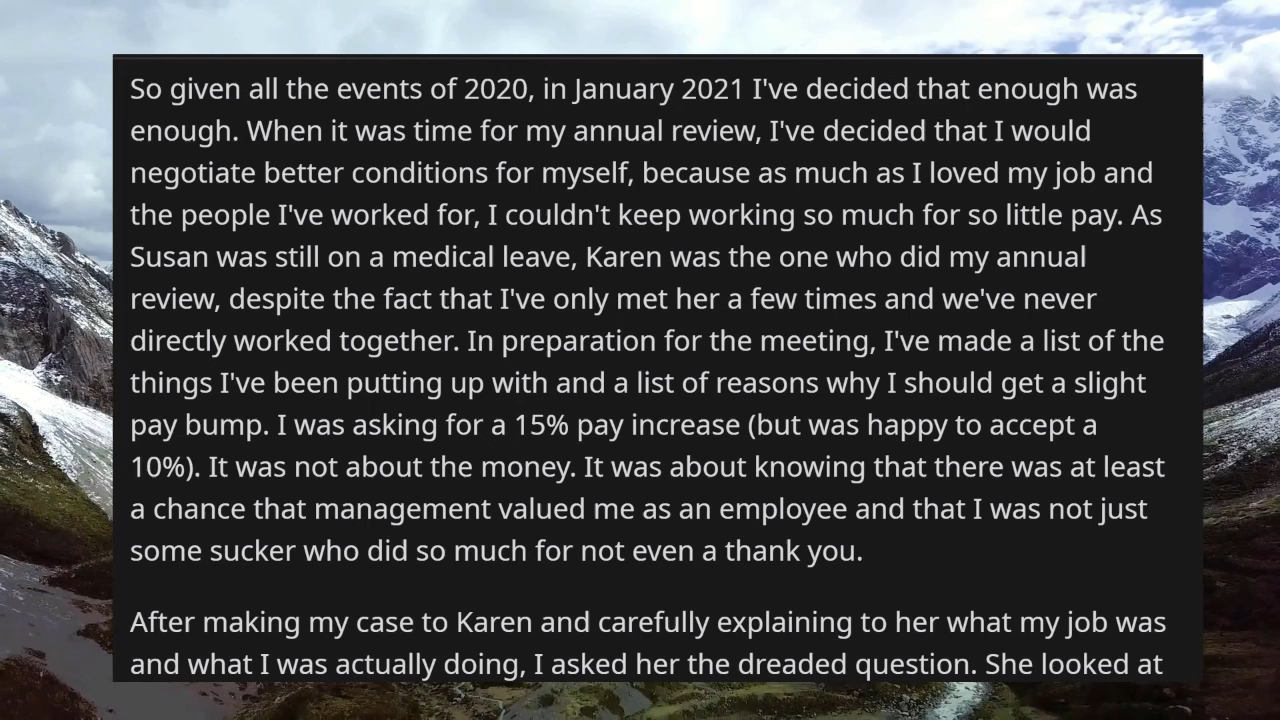 So given all the events of 2020, in January 2021 I've decided that enough was
enough. When it was time for my annual review, I've decided that I would
negotiate better conditions for myself, because as much as I loved my job and
the people I've worked for, I couldn't keep working so much for so little pay. As
Susan was still on a medical leave, Karen was the one who did my annual
review, despite the fact that I've only met her a few times and we've never
directly worked together. In preparation for the meeting, I've made a list of the
things I've been putting up with and a list of reasons why I should get a slight
pay bump. I was asking for a 15% pay increase (but was happy to accept a
10%). It was not about the money. It was about knowing that there was at least
a chance that management valued me as an employee and that I was not just
some sucker who did so much for not even a thank you.
After making my case to Karen and carefully explaining to her what my job was
and what I was actually doing, I asked her the dreaded question. She looked at